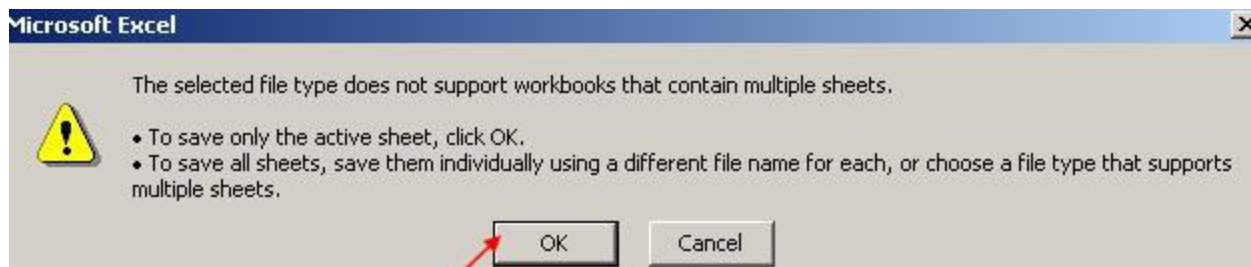 Microsoft Excel
The selected file type does not support workbooks that contain multiple sheets.
• To save only the active sheet, click OK.
• To save all sheets, save them individually using a different file name for each, or choose a file type that supports
multiple sheets.
OK Cancel